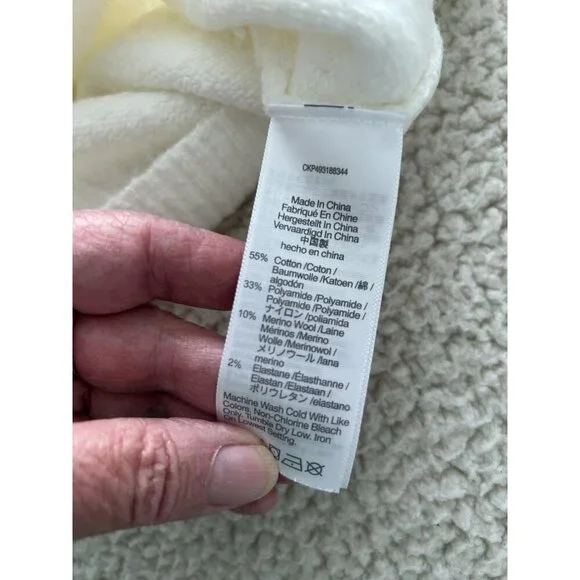 CKP493188344
Made In China
Fabriqué En Chine
Hergestellt In China
Vervaardigd In China
中国製
hecho en china
55% Cotton /Coton /
Baumwolle /Katoen /綿 /
algodón
33% Polyamide /Polyamide /
Polyamide /Polyamide /
ナイロン /poliamida
10% Merino Wool /Laine
Mérinos /Merino
Wolle /Merinowol /
メリノウール /lana
merino
2% Elastane /Élasthanne /
Elastan /Elastaan /
ポリウレタン /elastano
Machine Wash Cold With Like
Colors. Non-Chlorine Bleach
Only. Tumble Dry Low. Iron
On Lowest Setting.